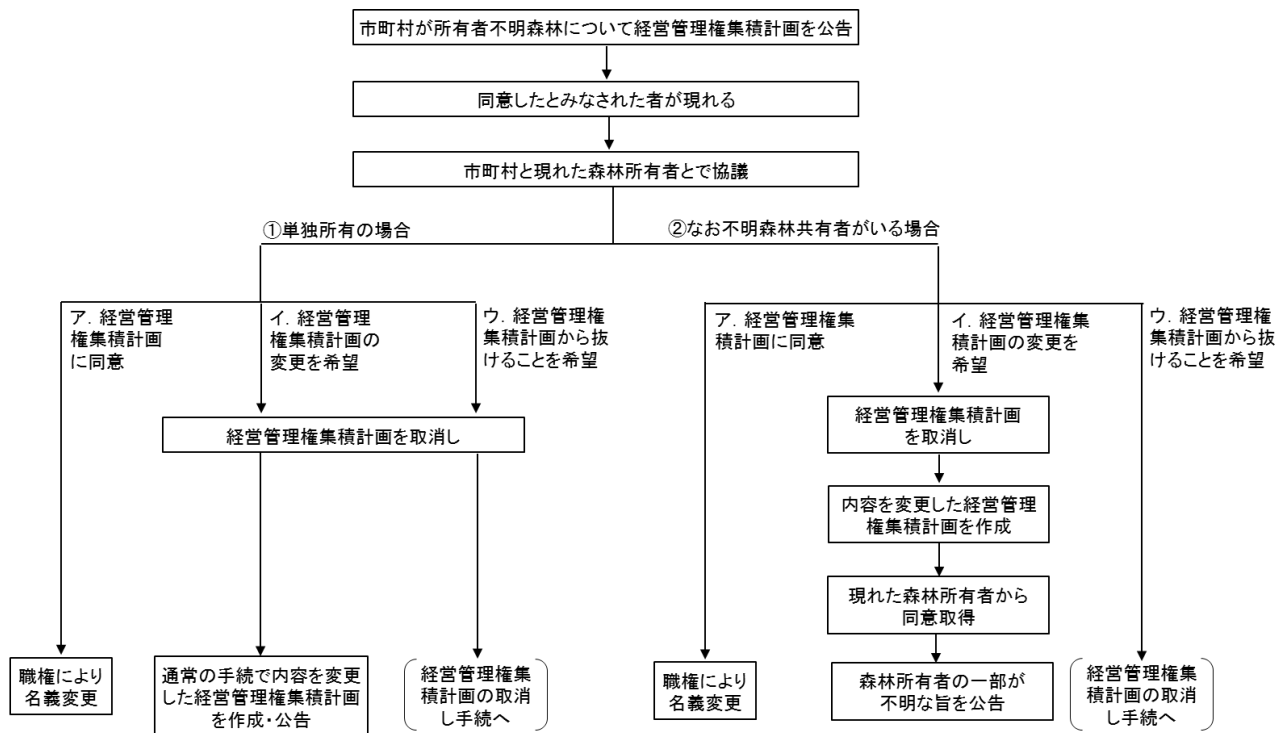 市町村が所有者不明森林について経営管理権集積計画を公告
同意したとみなされた者が現れる
市町村と現れた森林所有者とで協議
①単独所有の場合
②なお不明森林共有者がいる場合
ア．経営管理
権集積計画
に同意
イ．経営管理
権集積計画の
変更を希望
ウ．経営管理権
集積計画から抜
けることを希望
ア．経営管理権集
積計画に同意
イ．経営管理権集
積計画の変更を
希望
ウ．経営管理権
集積計画から抜
けることを希望
経営管理権集積計画を取消し
経営管理権集積計画
を取消し
内容を変更した経営管理
権集積計画を作成
現れた森林所有者から
同意取得
職権により
名義変更
通常の手続で内容を変更
した経営管理権集積計画
を作成・公告
経営管理権集
積計画の取消
し手続へ
職権により
名義変更
森林所有者の一部が
不明な旨を公告
経営管理権集
積計画の取消
し手続へ